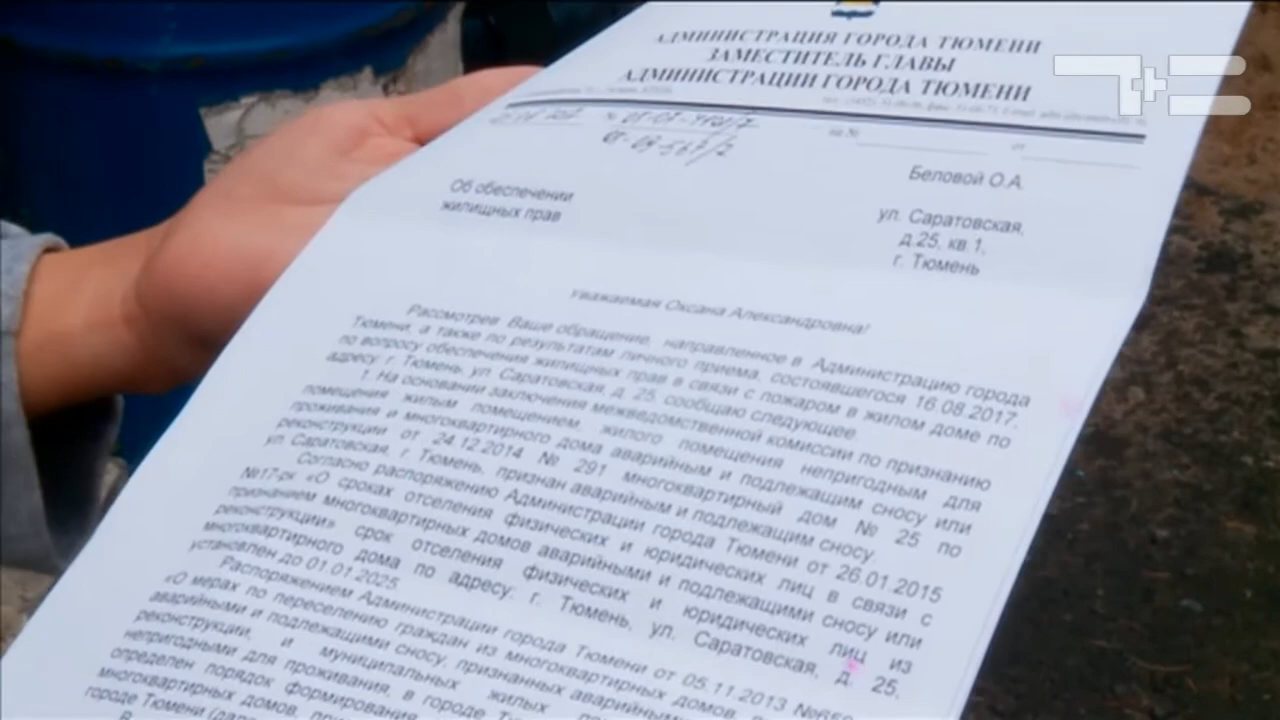 АДМИНИСТРАЦИЯ ГОРОДА ТЮМЕНИ
ЗАМЕСТИТЕЛЬ ГЛАВЫ
АДМИНИСТРАЦИИ ГОРОДА ТЮМЕНИ
Т+Е
на №
от
Беловой О.А.
Об обеспечении
жилищных прав
ул. Саратовская,
д.25, кв.1,
г. Тюмень
Уважаемая Оксана Александровна!
Рассмотрев Ваше обращение, направленное в Администрацию города
Тюмени, а также по результатам личного приема, состоявшегося 16.08.2017,
по вопросу обеспечения жилищных прав в связи с пожаром в жилом доме по
адресу г. Тюмень, ул. Саратовская, д. 25, сообщаю следующее.
1. На основании заключения межведомственной комиссии по признанию
помещения жилым помещением, жилого помещения непригодным для
проживания и многоквартирного дома аварийным и подлежащим сносу или
реконструкции от 24.12.2014 № 291 многоквартирный дом № 25 по
ул. Саратовская, г. Тюмень, признан аварийным и подлежащим сносу.
Согласно распоряжению Администрации города Тюмени от 26.01.2015
№17-рк «О сроках отселения физических и юридических лиц в связи с
признанием многоквартирных домов аварийными и подлежащими сносу или
реконструкции» срок отселения физических и юридических лиц из
многоквартирного дома по адресу: г. Тюмень, ул. Саратовская, д. 25,
установлен до 01.01.2025.
Распоряжением Администрации города Тюмени от 05.11.2013
«О мерах по переселению граждан из многоквартирных домов,
аварийными и подлежащими сносу, признанных аварийными
реконструкции, и муниципальных жилых
непригодными для проживания, в городе
определен порядок формирования
многоквартирных домов,
городе Тюмени